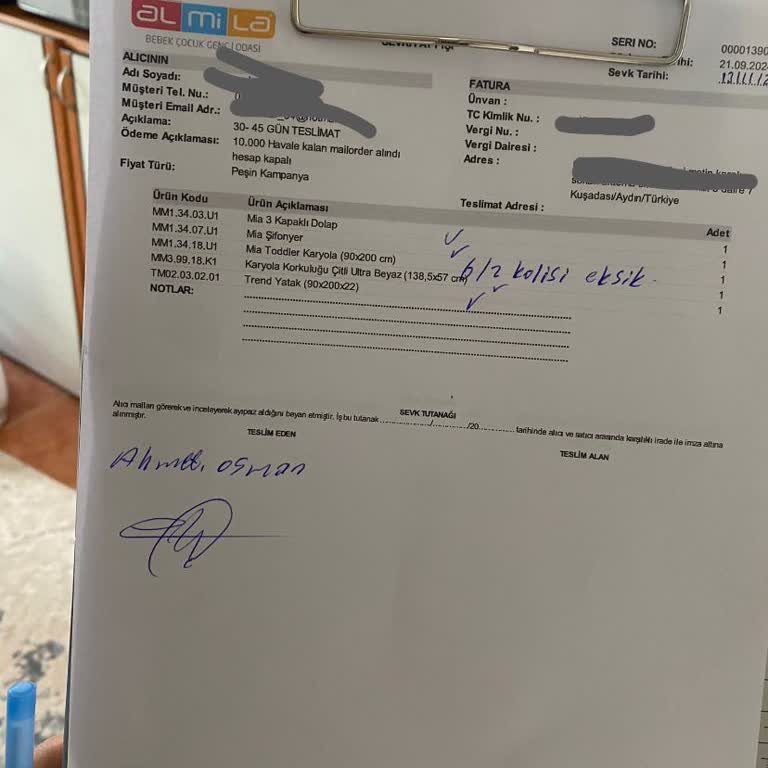 almila
BEBEK ÇOCUK GENÇ ODASI
SERI NO:
00001390
21.09.202
Sevk Tarihi:
ALICININ
Adı Soyadı:
Müşteri Tel. Nu.:
Müşteri Email Adr.:
Açıklama: 30- 45 GÜN TESLİMAT
Ödeme Açıklaması: 10.000 Havale kalan mailorder alındı
hesap kapalı
Fiyat Türü: Peşin Kampanya
FATURA
Ünvan :
TC Kimlik Nu. :
Vergi Nu. :
Vergi Dairesi :
Adres :
Kuşadası/Aydın/Türkiye
Teslimat Adresi :
Ürün Kodu Ürün Açıklaması Adet
MM1.34.03.U1 Mia 3 Kapaklı Dolap 1
MM1.34.07.U1 Mia Şifonyer 1
MM1.34.18.U1 Mia Toddler Karyola (90x200 cm) 6/2 kolisi eksik 1
MM3.99.18.K1 Karyola Korkuluğu Çitli Ultra Beyaz (138,5x57 cm) 1
TM02.03.02.01 Trend Yatak (90x200x22) 1
NOTLAR:
SEVK TUTANAĞI
Alıcı malları görerek ve inceleyerek ayıpsız aldığını beyan etmiştir. İş bu tutanak ............../............../20.............. tarihinde alıcı ve satıcı arasında karşılıklı irade ile imza altına
alınmıştır.
TESLİM EDEN
TESLİM ALAN
Ahmet osman